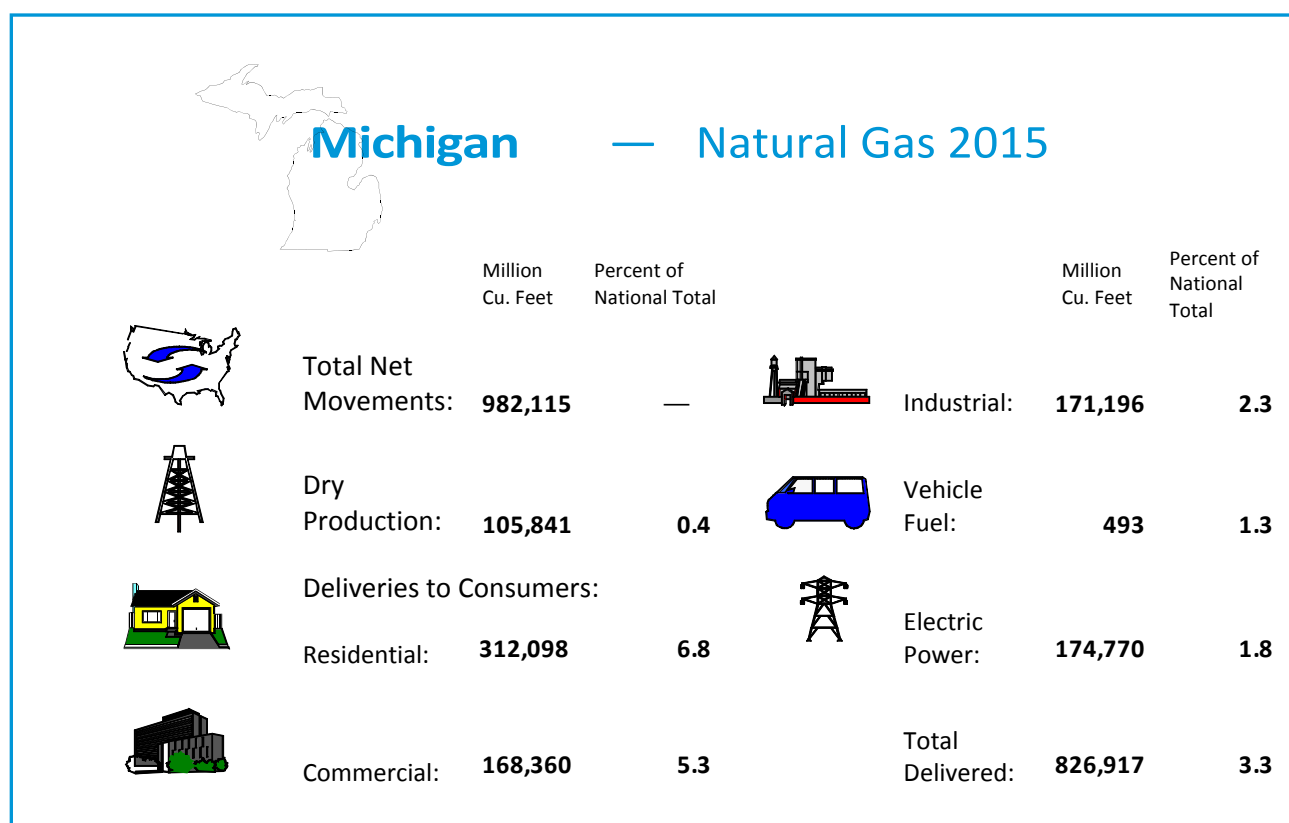 Michigan — Natural Gas 2015
Million
Cu. Feet
Percent of
National Total
Million
Cu. Feet
Percent of
National
Total
Total Net
Movements: 982,115 —
Industrial: 171,196 2.3
Dry
Production: 105,841 0.4
Vehicle
Fuel: 493 1.3
Deliveries to Consumers:
Residential: 312,098 6.8
Electric
Power: 174,770 1.8
Commercial: 168,360 5.3
Total
Delivered: 826,917 3.3